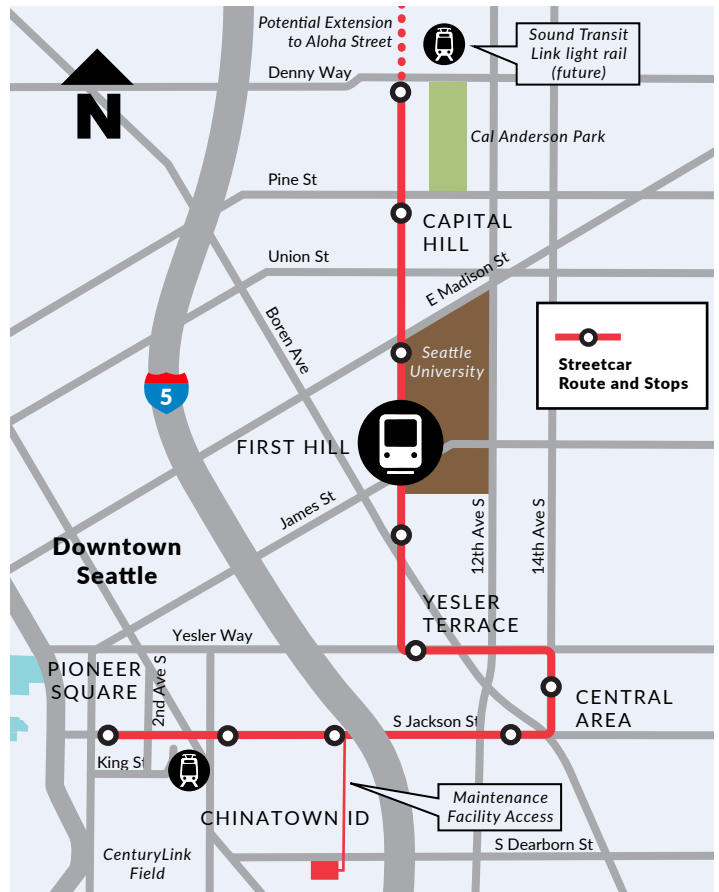 Potential Extension
to Aloha Street
Sound Transit
Link light rail
(future)
Denny Way
N
Cal Anderson Park
Pine St
CAPITAL
HILL
Union St
E Madison St
Boren Ave
Seattle
University
Streetcar
Route and Stops
5
FIRST HILL
James St
12th Ave S
14th Ave S
Downtown
Seattle
YESLER
TERRACE
Yesler Way
PIONEER
SQUARE
2nd Ave S
CENTRAL
AREA
S Jackson St
King St
Maintenance
Facility Access
CHINATOWN ID
S Dearborn St
CenturyLink
Field